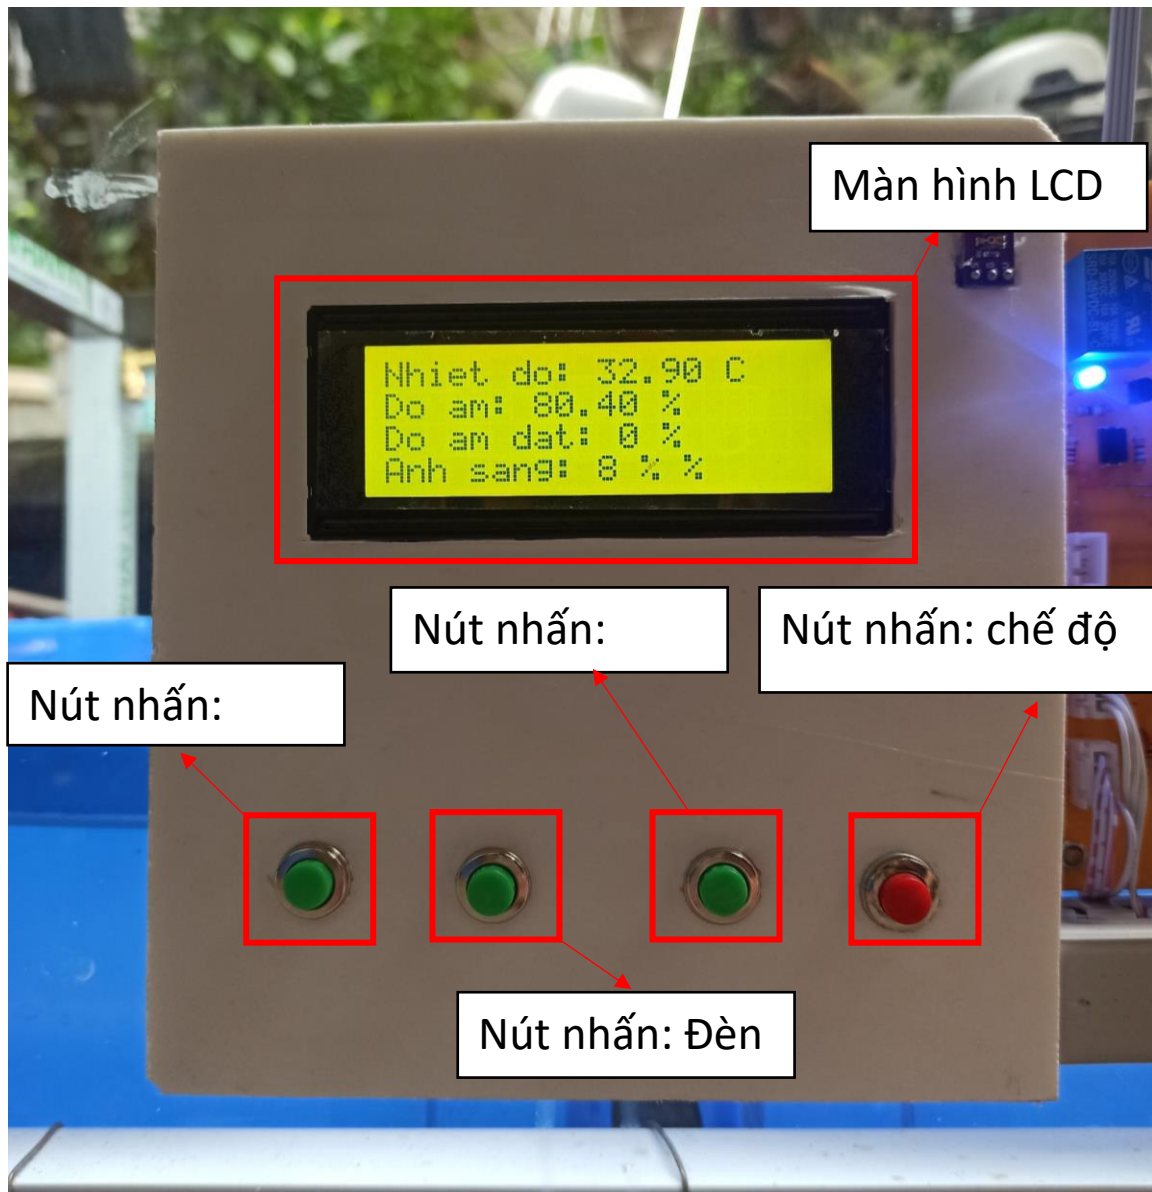 Màn hình LCD
Nhiet do: 32.90 C
Do am: 80.40 %
Do am dat: 0 %
Anh sang: 8 % %
Nút nhấn:
Nút nhấn: chế độ
Nút nhấn:
Nút nhấn: Đèn